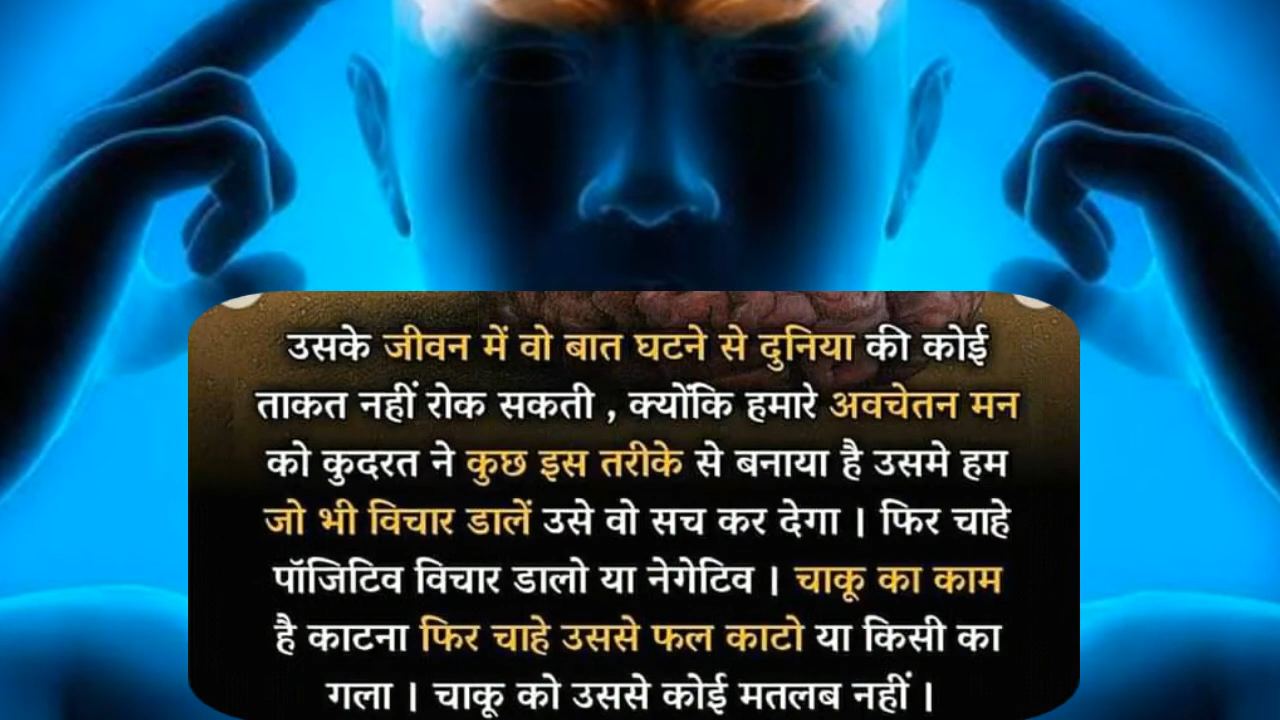 उसके जीवन में वो बात घटने से दुनिया की कोई
ताकत नहीं रोक सकती , क्योंकि हमारे अवचेतन मन
को कुदरत ने कुछ इस तरीके से बनाया है उसमे हम
जो भी विचार डालें उसे वो सच कर देगा । फिर चाहे
पॉजिटिव विचार डालो या नेगेटिव । चाकू का काम
है काटना फिर चाहे उससे फल काटो या किसी का
गला । चाकू को उससे कोई मतलब नहीं ।